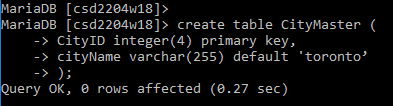 MariaDB [csd2204w18]>
MariaDB [csd2204w18]> create table CityMaster (
    -> CityID integer(4) primary key,
    -> cityName varchar(255) default 'toronto’
    -> );
Query OK, 0 rows affected (0.27 sec)